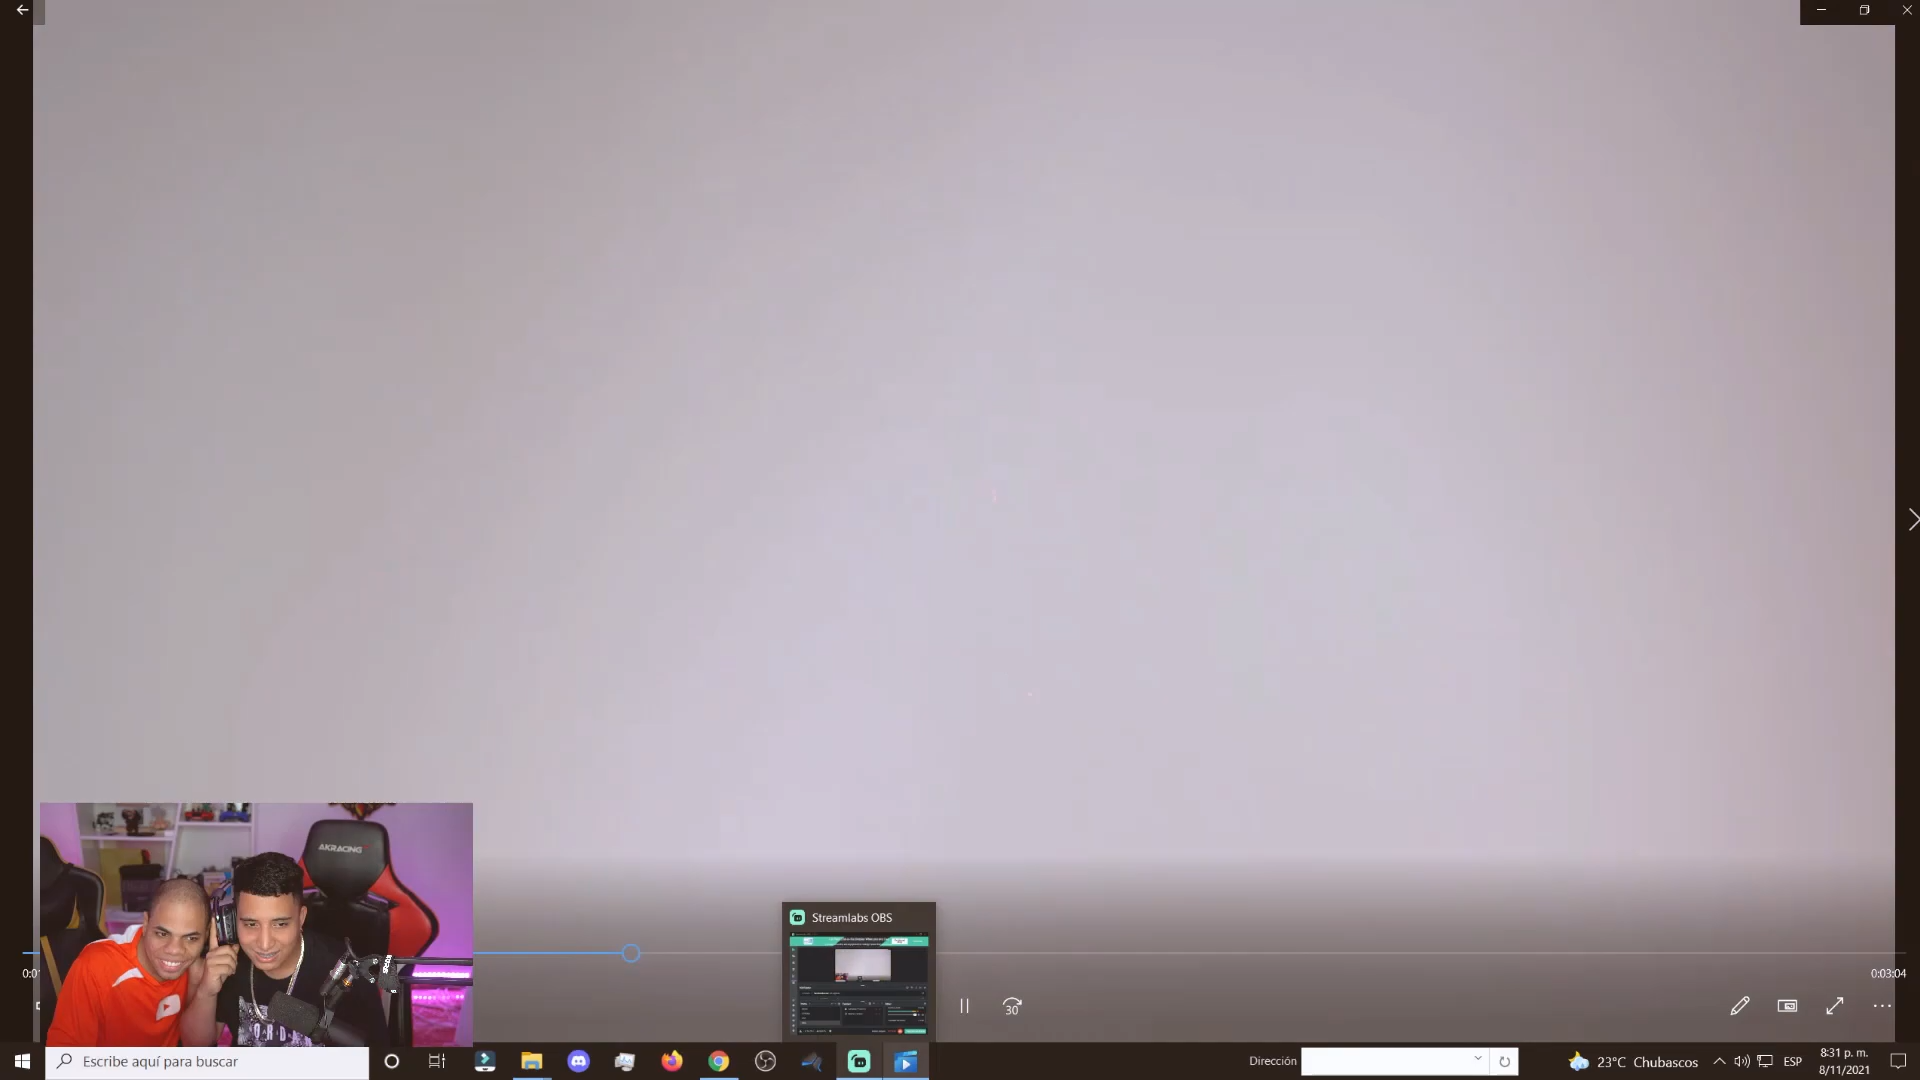 AKRACING
Streamlabs OBS
0:03:04
30
Escribe aquí para buscar
Dirección
23°C Chubascos
ESP
8:31 p. m.
8/11/2021